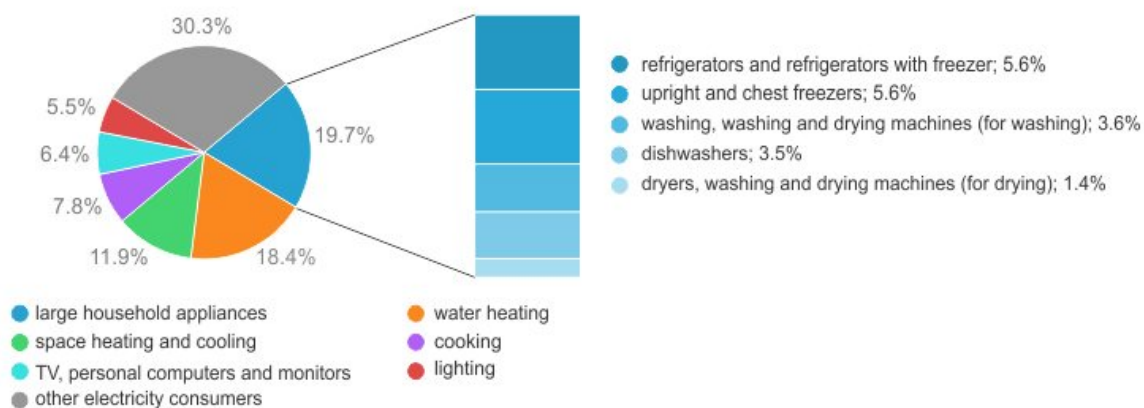 30.3%
19.7%
18.4%
11.9%
7.8%
6.4%
5.5%
refrigerators and refrigerators with freezer; 5.6%
upright and chest freezers; 5.6%
washing, washing and drying machines (for washing); 3.6%
dishwashers; 3.5%
dryers, washing and drying machines (for drying); 1.4%
large household appliances
water heating
space heating and cooling
cooking
TV, personal computers and monitors
lighting
other electricity consumers